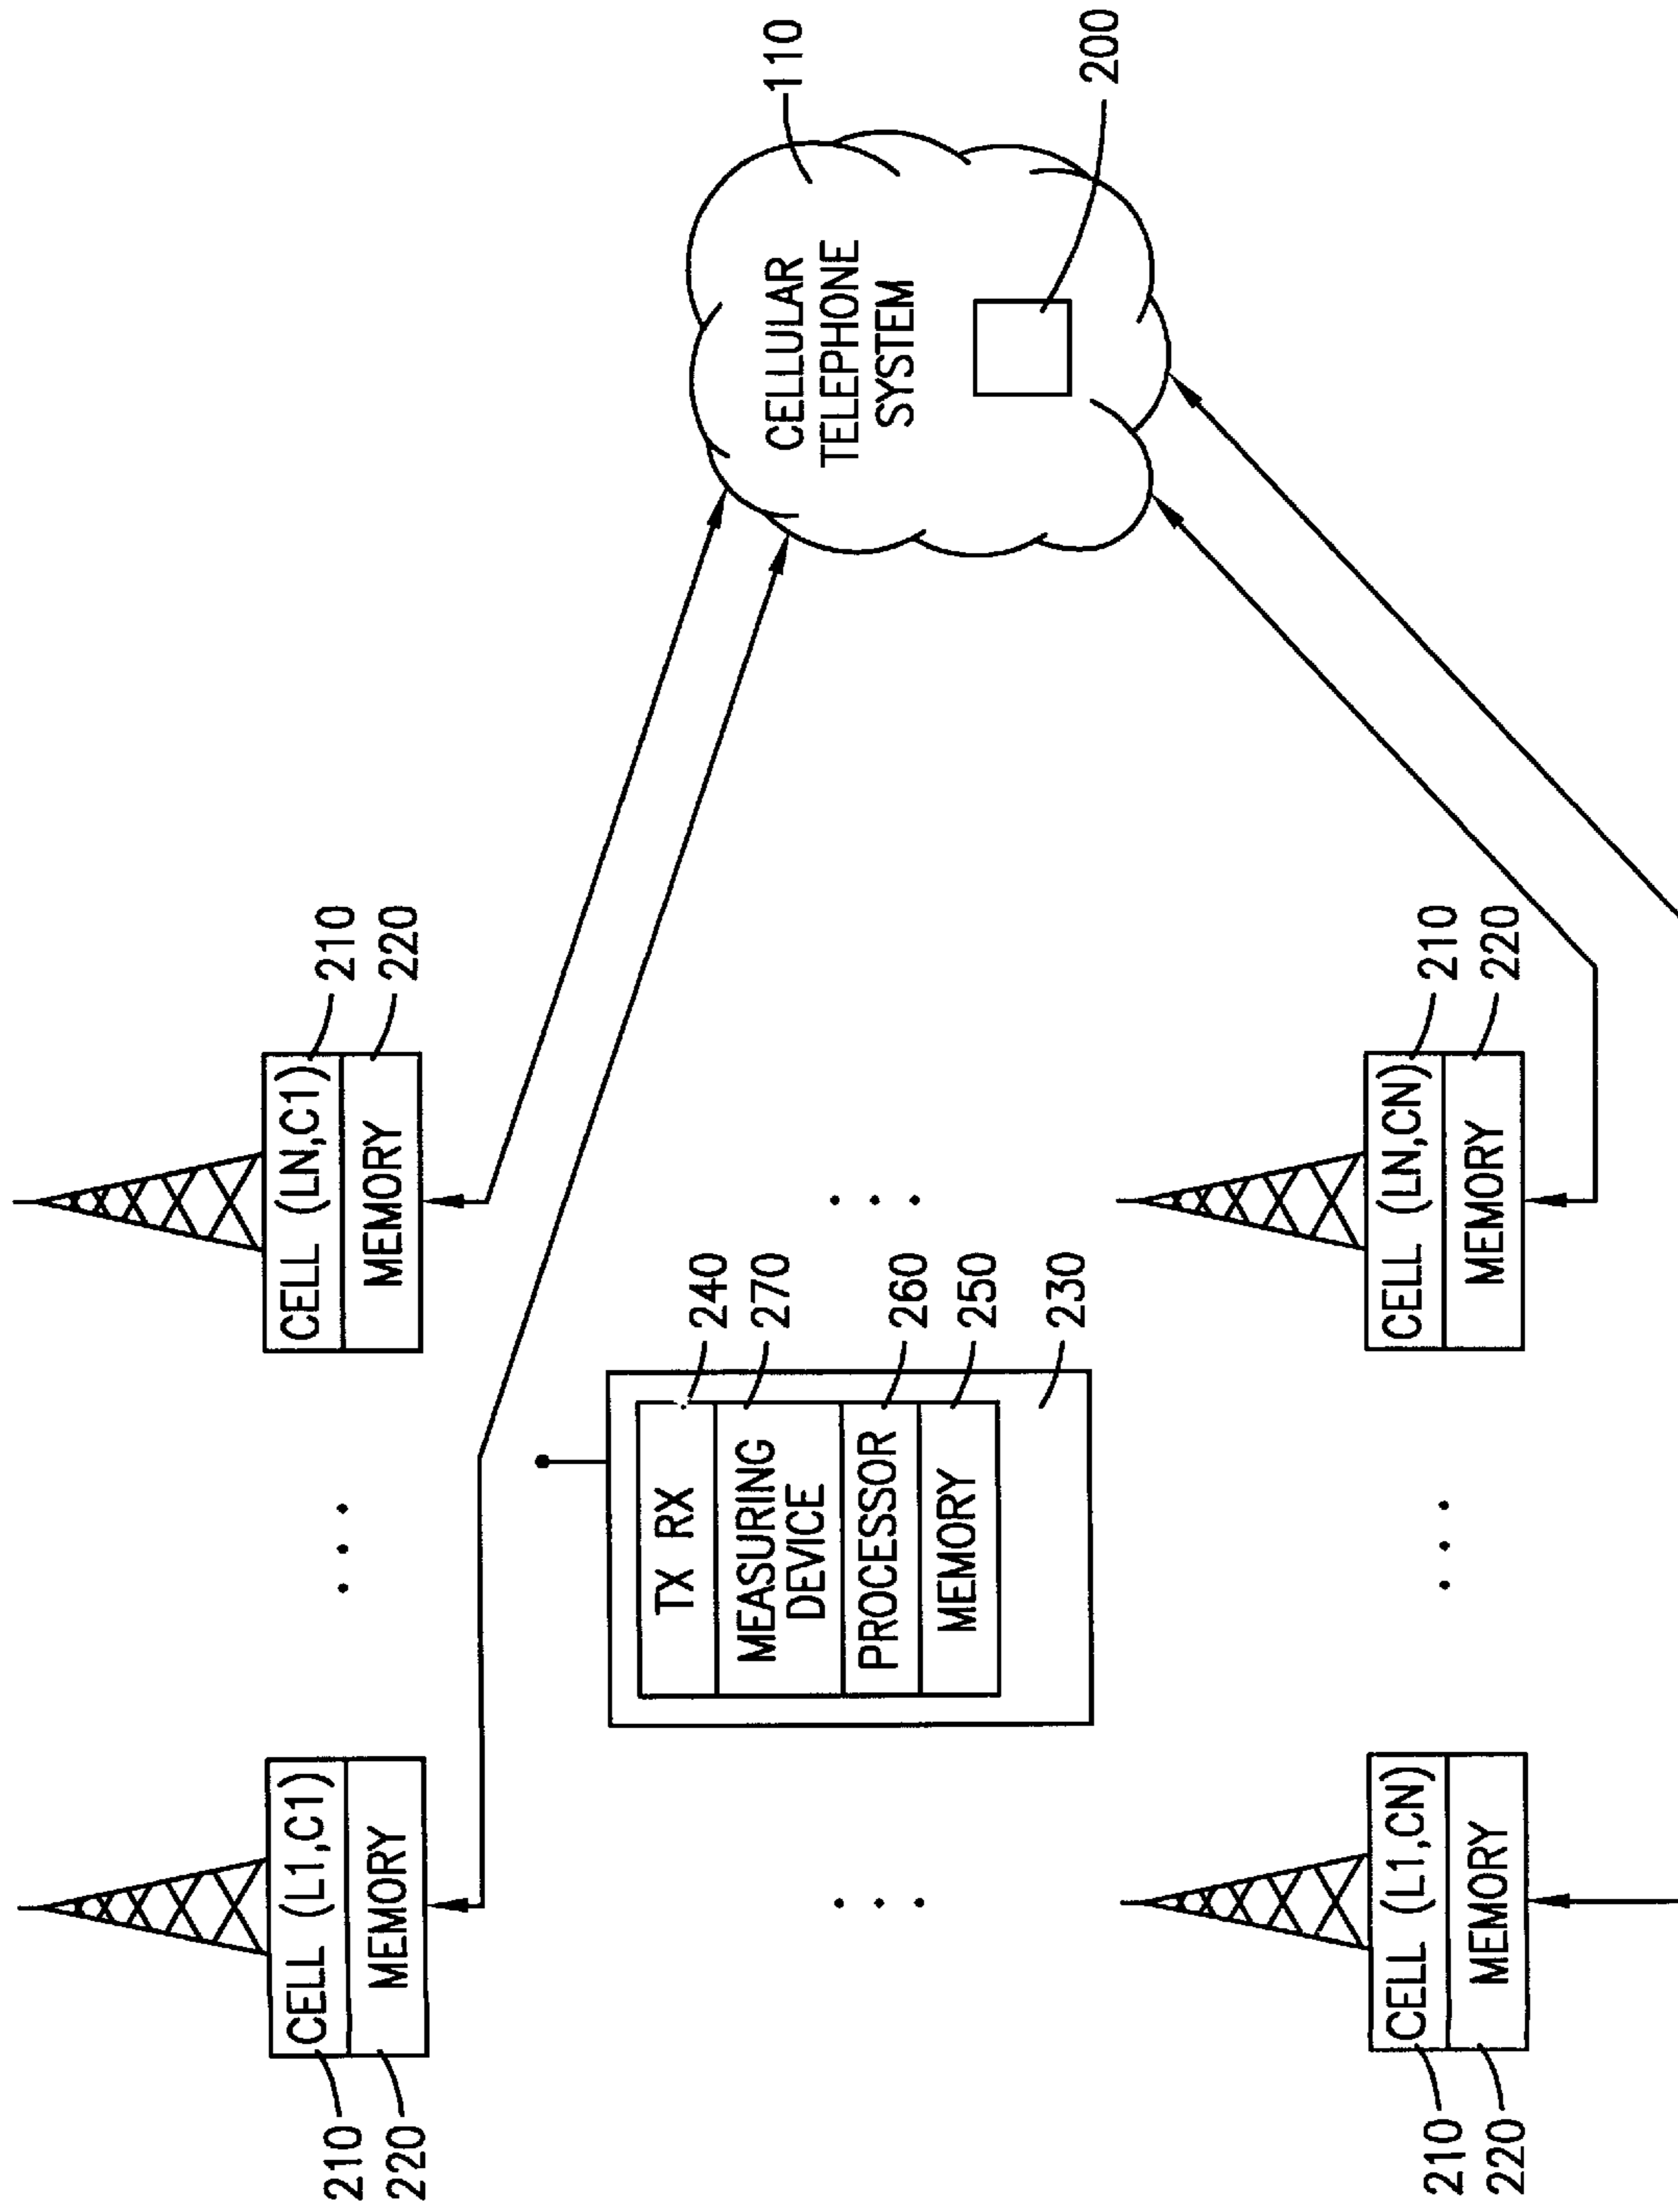 210
CELL (L1,C1)
220
MEMORY
CELL (LN,C1)
210
MEMORY
220
TX RX
240
MEASURING
DEVICE
270
PROCESSOR
260
MEMORY
250
230
CELLULAR
TELEPHONE
SYSTEM
110
200
210
CELL (L1,CN)
220
MEMORY
CELL (LN,CN)
210
MEMORY
220